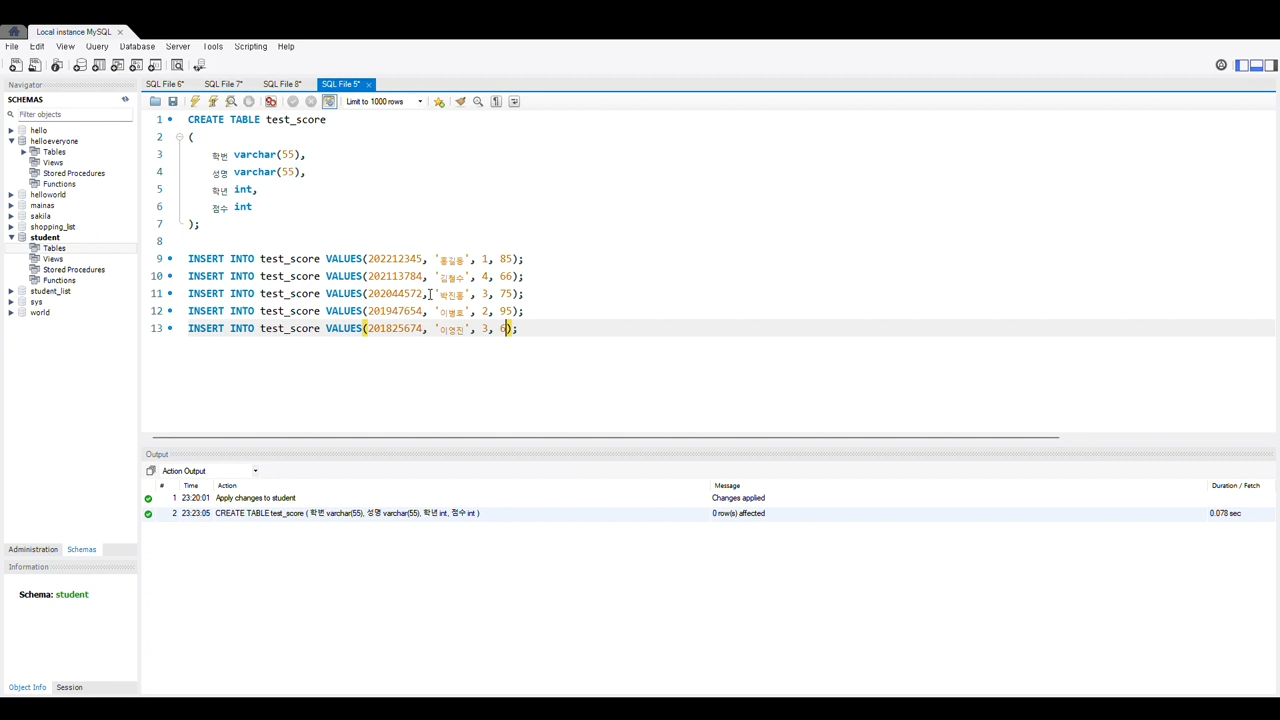 Local instance MySQL
File Edit View Query Database Server Tools Scripting Help
Navigator
SCHEMAS
Filter objects
hello
helloeveryone
Tables
Views
Stored Procedures
Functions
helloworld
mainas
sakila
shopping_list
student
Tables
Views
Stored Procedures
Functions
student_list
sys
world
Administration Schemas
Information
Schema: student
Object Info Session
SQL File 6* SQL File 7* SQL File 8* SQL File 5*
Limit to 1000 rows
1 CREATE TABLE test_score
2 (
3 학번 varchar(55),
4 성명 varchar(55),
5 학년 int,
6 점수 int
7 );
8
9 INSERT INTO test_score VALUES(202212345, '홍길동', 1, 85);
10 INSERT INTO test_score VALUES(202113784, '김철수', 4, 66);
11 INSERT INTO test_score VALUES(202044572, '박진홍', 3, 75);
12 INSERT INTO test_score VALUES(201947654, '이병호', 2, 95);
13 INSERT INTO test_score VALUES(201825674, '이영진', 3, 6);
Output
Action Output
# Time Action Message Duration / Fetch
1 23:20:01 Apply changes to student Changes applied
2 23:23:05 CREATE TABLE test_score ( 학번 varchar(55), 성명 varchar(55), 학년 int, 점수 int ) 0 row(s) affected 0.078 sec